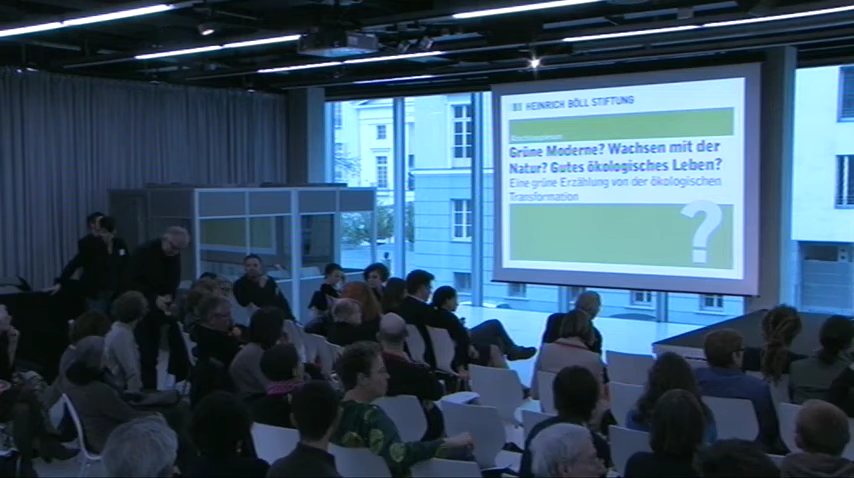 HEINRICH BÖLL STIFTUNG
Grüne Moderne? Wachsen mit der
Natur? Gutes ökologisches Leben?
Eine grüne Erzählung von der ökologischen
Transformation
?